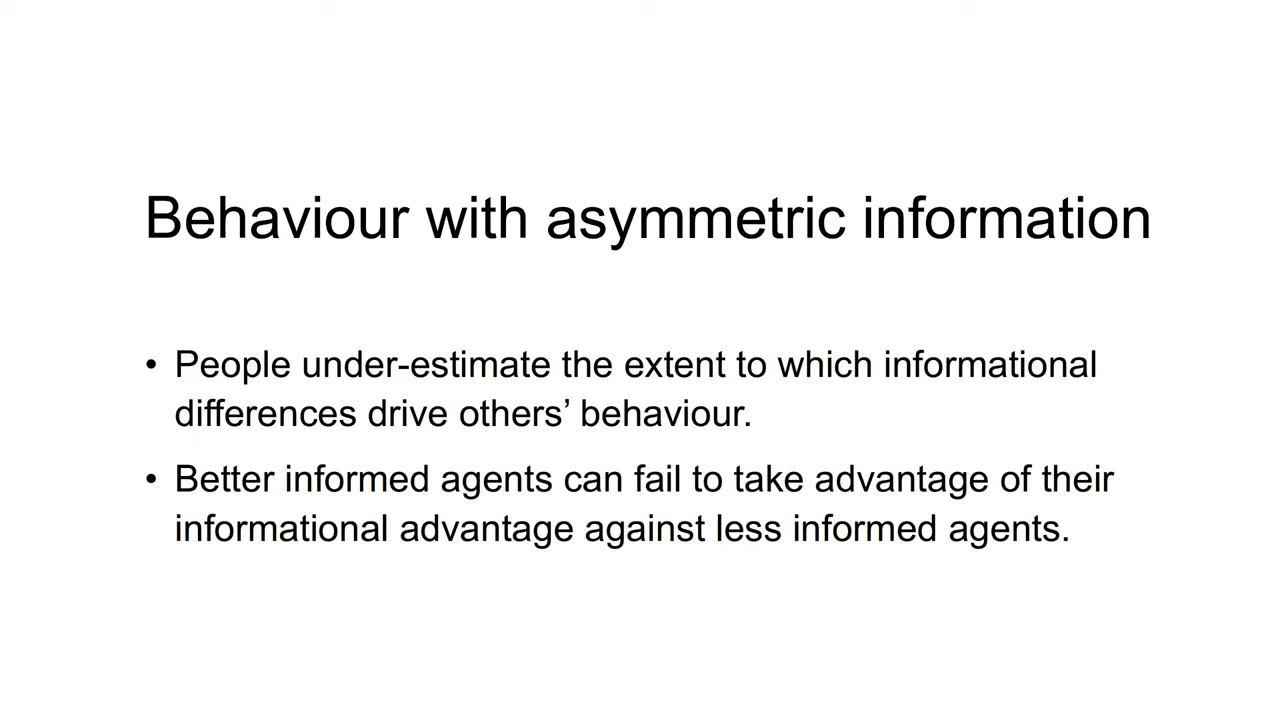 Behaviour with asymmetric information
• People under-estimate the extent to which informational
differences drive others’ behaviour.
• Better informed agents can fail to take advantage of their
informational advantage against less informed agents.